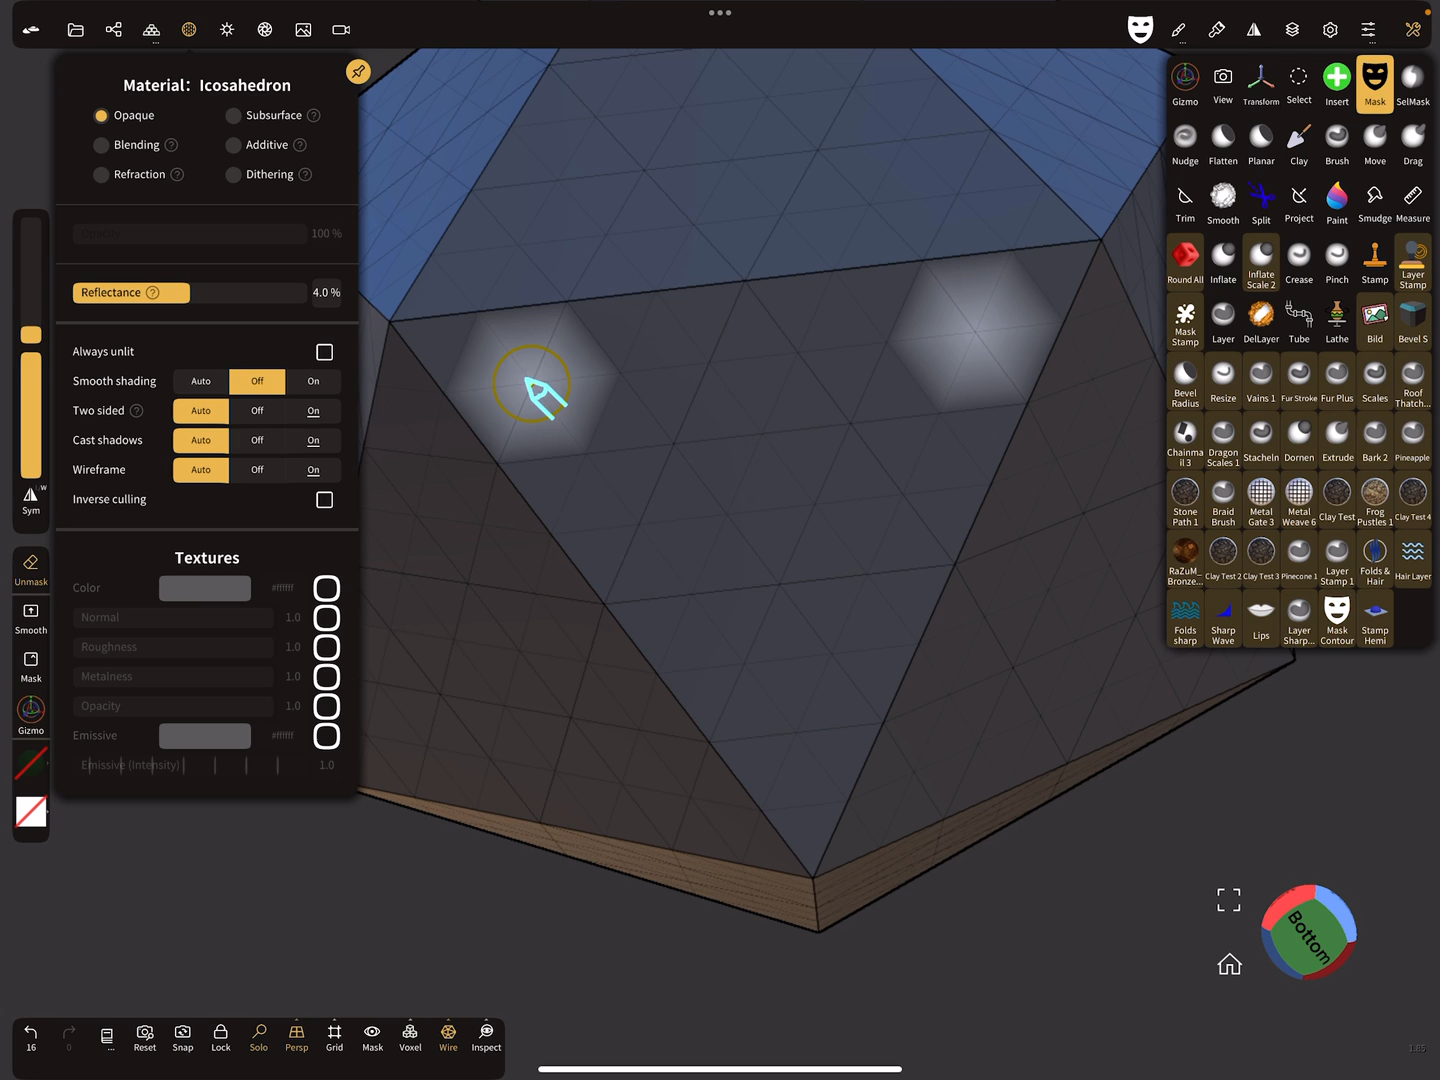 Material: Icosahedron
Opaque
Subsurface ?
Blending ?
Additive ?
Refraction ?
Dithering ?
Opacity 100 %
Reflectance ? 4.0 %
Always unlit
Smooth shading Auto Off On
Two sided ? Auto Off On
Cast shadows Auto Off On
Wireframe Auto Off On
Inverse culling
Textures
Color #ffffff
Normal 1.0
Roughness 1.0
Metalness 1.0
Opacity 1.0
Emissive #ffffff
Emissive (Intensity) 1.0
Sym
Unmask
Smooth
Mask
Gizmo
Gizmo View Transform Select Insert Mask SelMask
Nudge Flatten Planar Clay Brush Move Drag
Trim Smooth Split Project Paint Smudge Measure
Round All Inflate Inflate Scale 2 Crease Pinch Stamp Layer Stamp
Mask Stamp Layer DelLayer Tube Lathe Bild Bevel S
Bevel Radius Resize Vains 1 Fur Stroke Fur Plus Scales Roof Thatch...
Chainma il 3 Dragon Scales 1 Stacheln Dornen Extrude Bark 2 Pineapple
Stone Path 1 Braid Brush Metal Gate 3 Metal Weave 6 Clay Test Frog Pustles 1 Clay Test 4
RaZuM_ Bronze... Clay Test 2 Clay Test 3 Pinecone 1 Layer Stamp 1 Folds & Hair Hair Layer
Folds sharp Sharp Wave Lips Layer Sharp... Mask Contour Stamp Hemi
Bottom
16 0 ... Reset Snap Lock Solo Persp Grid Mask Voxel Wire Inspect
1.85